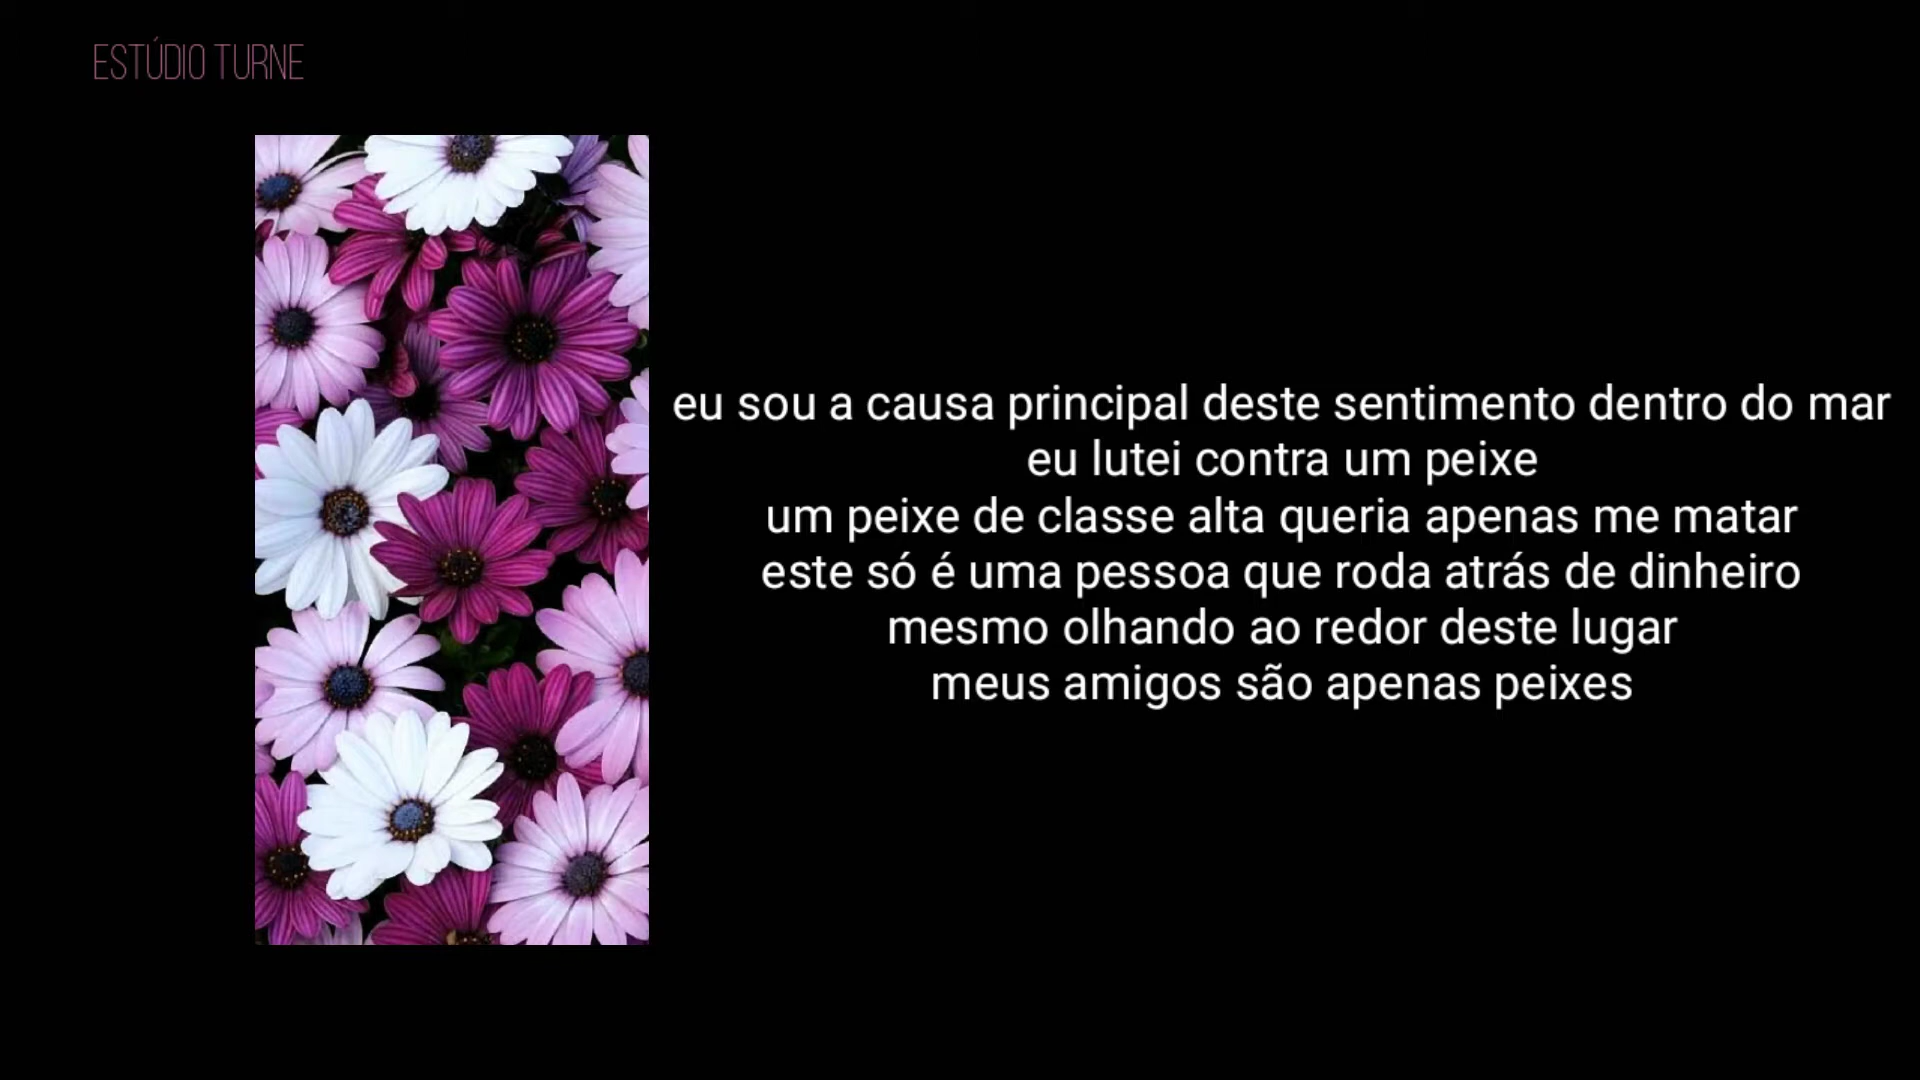 ESTÚDIO TURNE
eu sou a causa principal deste sentimento dentro do mar
eu lutei contra um peixe
um peixe de classe alta queria apenas me matar
este só é uma pessoa que roda atrás de dinheiro
mesmo olhando ao redor deste lugar
meus amigos são apenas peixes